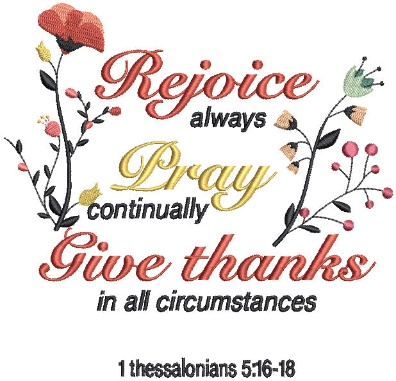 Rejoice
always
Pray
continually
Give thanks
in all circumstances
1 thessalonians 5:16-18